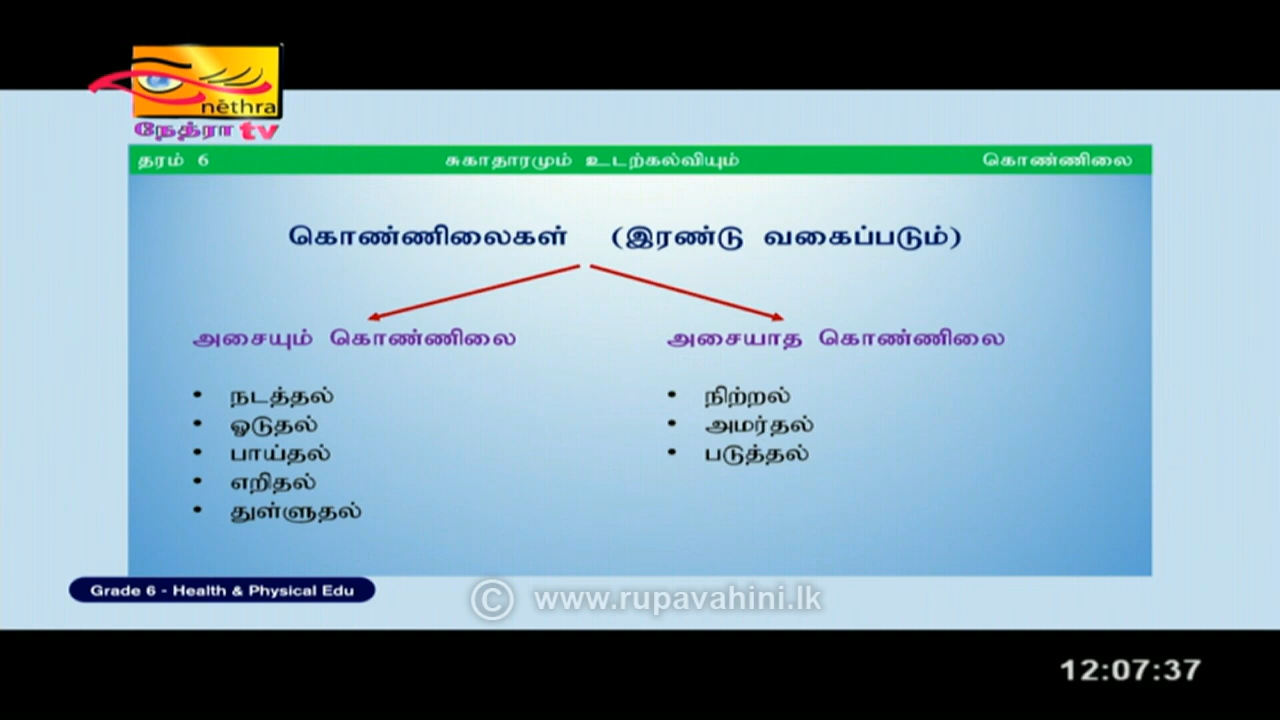 nēthra
நேத்ரா tv
தரம் 6 சுகாதாரமும் உடற்கல்வியும் கொண்ணிலை
கொண்ணிலைகள் (இரண்டு வகைப்படும்)
அசையும் கொண்ணிலை அசையாத கொண்ணிலை
• நடத்தல் • நிற்றல்
• ஓடுதல் • அமர்தல்
• பாய்தல் • படுத்தல்
• எறிதல்
• துள்ளுதல்
Grade 6 - Health & Physical Edu
© www.rupavahini.lk
12:07:37